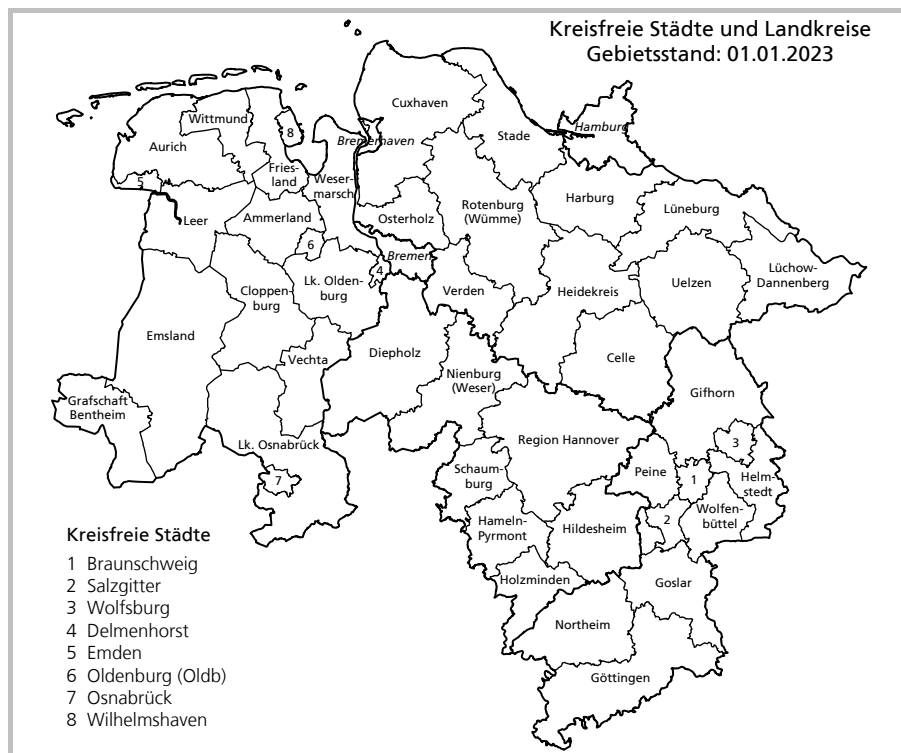 Kreisfreie Städte und Landkreise
Gebietsstand: 01.01.2023
Cuxhaven
Wittmund
Stade
Hamburg
8
Bremerhaven
Aurich
Fries-
land
Weser-
marsch
5
Harburg
Lüneburg
Rotenburg
(Wümme)
Osterholz
Leer
Ammerland
6
Bremen
4
Lk. Olden-
burg
Lüchow-
Dannenberg
Uelzen
Heidekreis
Verden
Cloppen-
burg
Emsland
Vechta
Diepholz
Celle
Nienburg
(Weser)
Gifhorn
Grafschaft
Bentheim
Region Hannover
3
Lk. Osnabrück
7
Schaum-
burg
Peine
1
Helm-
stedt
Wolfen-
büttel
2
Hameln-
Pyrmont
Hildesheim
Holzminden
Goslar
Northeim
Göttingen
Kreisfreie Städte
1 Braunschweig
2 Salzgitter
3 Wolfsburg
4 Delmenhorst
5 Emden
6 Oldenburg (Oldb)
7 Osnabrück
8 Wilhelmshaven